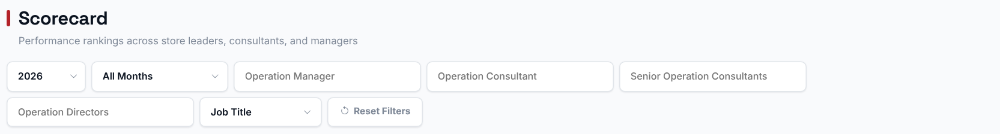 Scorecard
Performance rankings across store leaders, consultants, and managers
2026 All Months Operation Manager Operation Consultant Senior Operation Consultants
Operation Directors Job Title Reset Filters